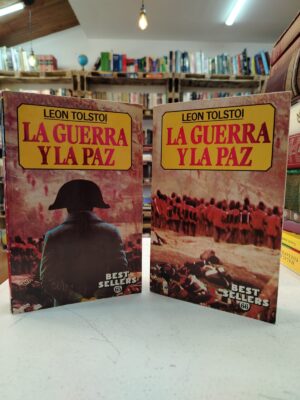 LEON TOLSTOI
LA GUERRA
Y LA PAZ
BEST
SELLERS
LEON TOLSTOI
LA GUERRA
Y LA PAZ
BEST
SELLERS